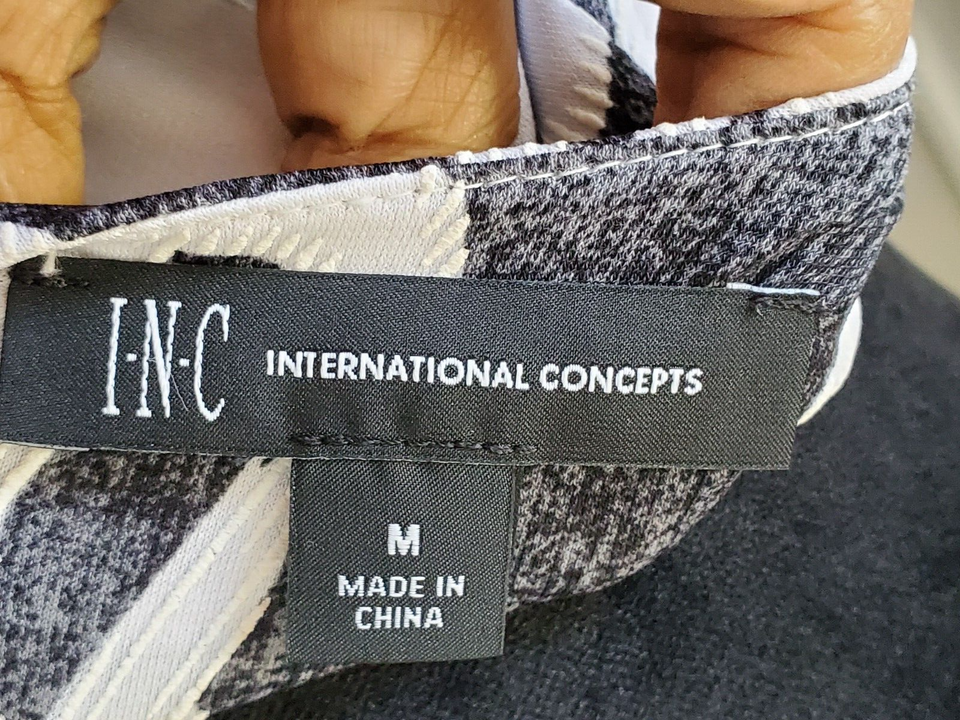 I·N·C INTERNATIONAL CONCEPTS
M
MADE IN
CHINA